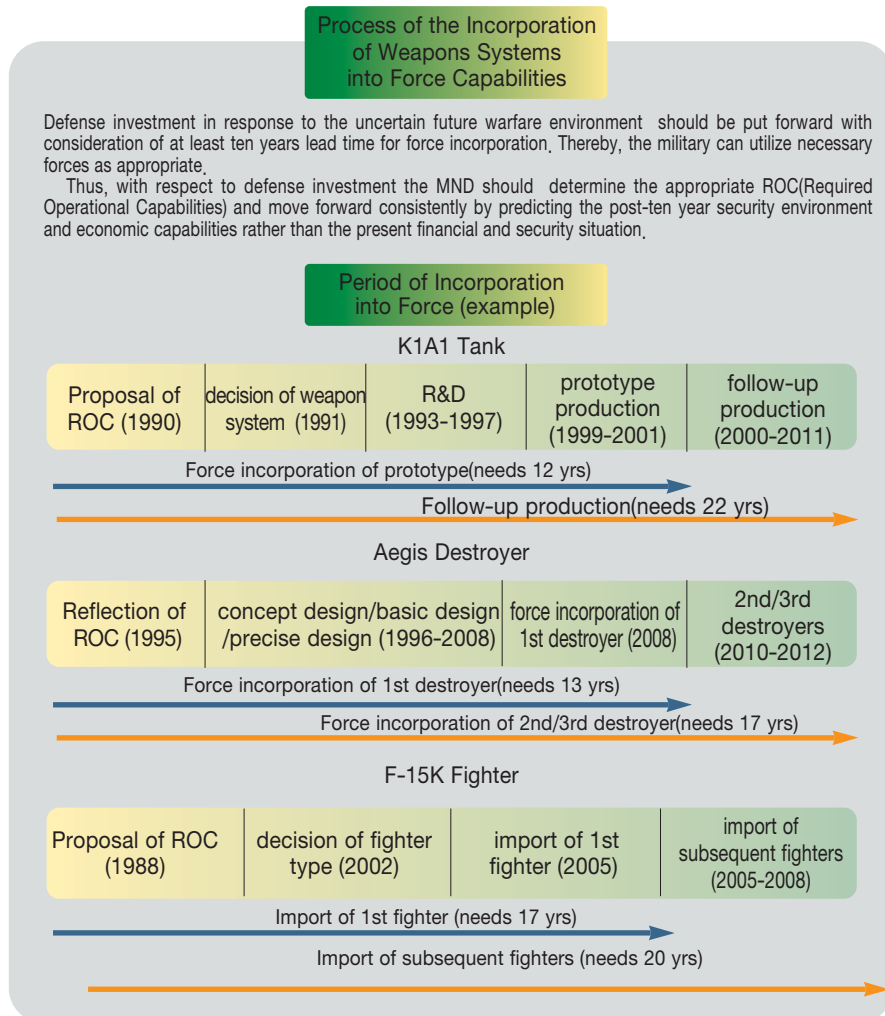 Process of the Incorporation
of Weapons Systems
into Force Capabilities
Defense investment in response to the uncertain future warfare environment should be put forward with
consideration of at least ten years lead time for force incorporation. Thereby, the military can utilize necessary
forces as appropriate.
Thus, with respect to defense investment the MND should determine the appropriate ROC(Required
Operational Capabilities) and move forward consistently by predicting the post-ten year security environment
and economic capabilities rather than the present financial and security situation.
Period of Incorporation
into Force (example)
K1A1 Tank
Proposal of
ROC (1990)
decision of weapon
system (1991)
R&D
(1993-1997)
prototype
production
(1999-2001)
follow-up
production
(2000-2011)
Force incorporation of prototype(needs 12 yrs)
Follow-up production(needs 22 yrs)
Aegis Destroyer
Reflection of
ROC (1995)
concept design/basic design
/precise design (1996-2008)
force incorporation of
1st destroyer (2008)
2nd/3rd
destroyers
(2010-2012)
Force incorporation of 1st destroyer(needs 13 yrs)
Force incorporation of 2nd/3rd destroyer(needs 17 yrs)
F-15K Fighter
Proposal of ROC
(1988)
decision of fighter
type (2002)
import of 1st
fighter (2005)
import of
subsequent fighters
(2005-2008)
Import of 1st fighter (needs 17 yrs)
Import of subsequent fighters (needs 20 yrs)